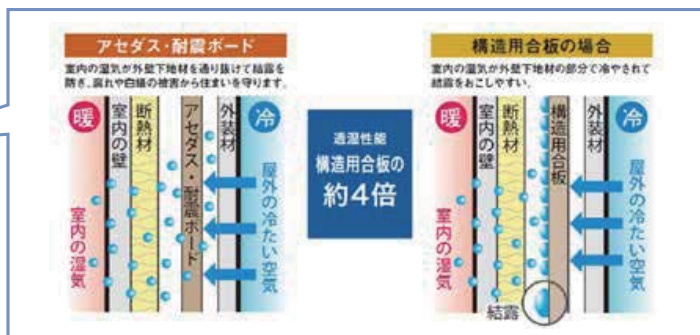 アセダス・耐震ボード
室内の湿気が外壁下地材を通り抜けて結露を
防ぎ、腐れや白蟻の被害から住まいを守ります。
暖
室内の壁
断熱材
アセダス・耐震ボード
外装材
冷
室内の湿気
屋外の冷たい空気
透湿性能
構造用合板の
約4倍
構造用合板の場合
室内の湿気が外壁下地材の部分で冷やされて
結露をおこしやすい。
暖
室内の壁
断熱材
構造用合板
外装材
冷
室内の湿気
屋外の冷たい空気
結露